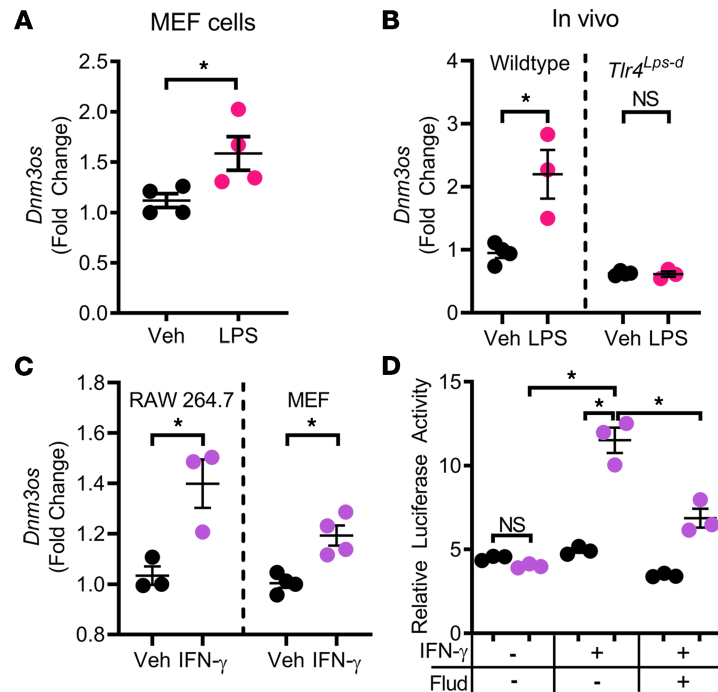 A
MEF cells
Dnm3os
(Fold Change)
2.5
2.0
1.5
1.0
0.5
0.0
*
Veh LPS
B
In vivo
Dnm3os
(Fold Change)
4
3
2
1
0
Wildtype
Tlr4Lps-d
*
NS
Veh LPS Veh LPS
C
Dnm3os
(Fold Change)
1.8
1.6
1.4
1.2
1.0
0.8
RAW 264.7
MEF
*
*
Veh IFN-γ Veh IFN-γ
D
Relative Luciferase Activity
15
10
5
0
*
*
*
NS
IFN-γ - + +
Flud - - +